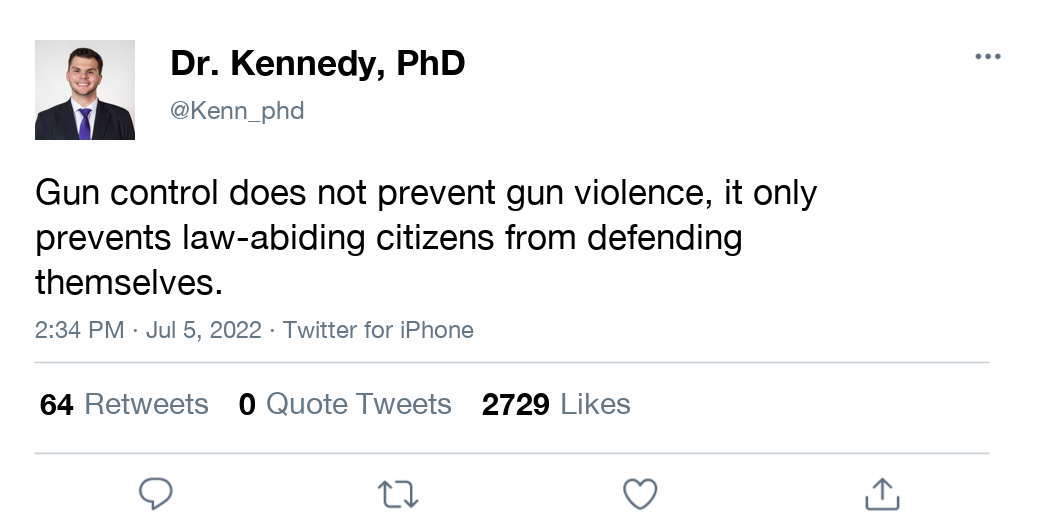 Dr. Kennedy, PhD
@Kenn_phd
Gun control does not prevent gun violence, it only
prevents law-abiding citizens from defending
themselves.
2:34 PM · Jul 5, 2022 · Twitter for iPhone
64 Retweets 0 Quote Tweets 2729 Likes